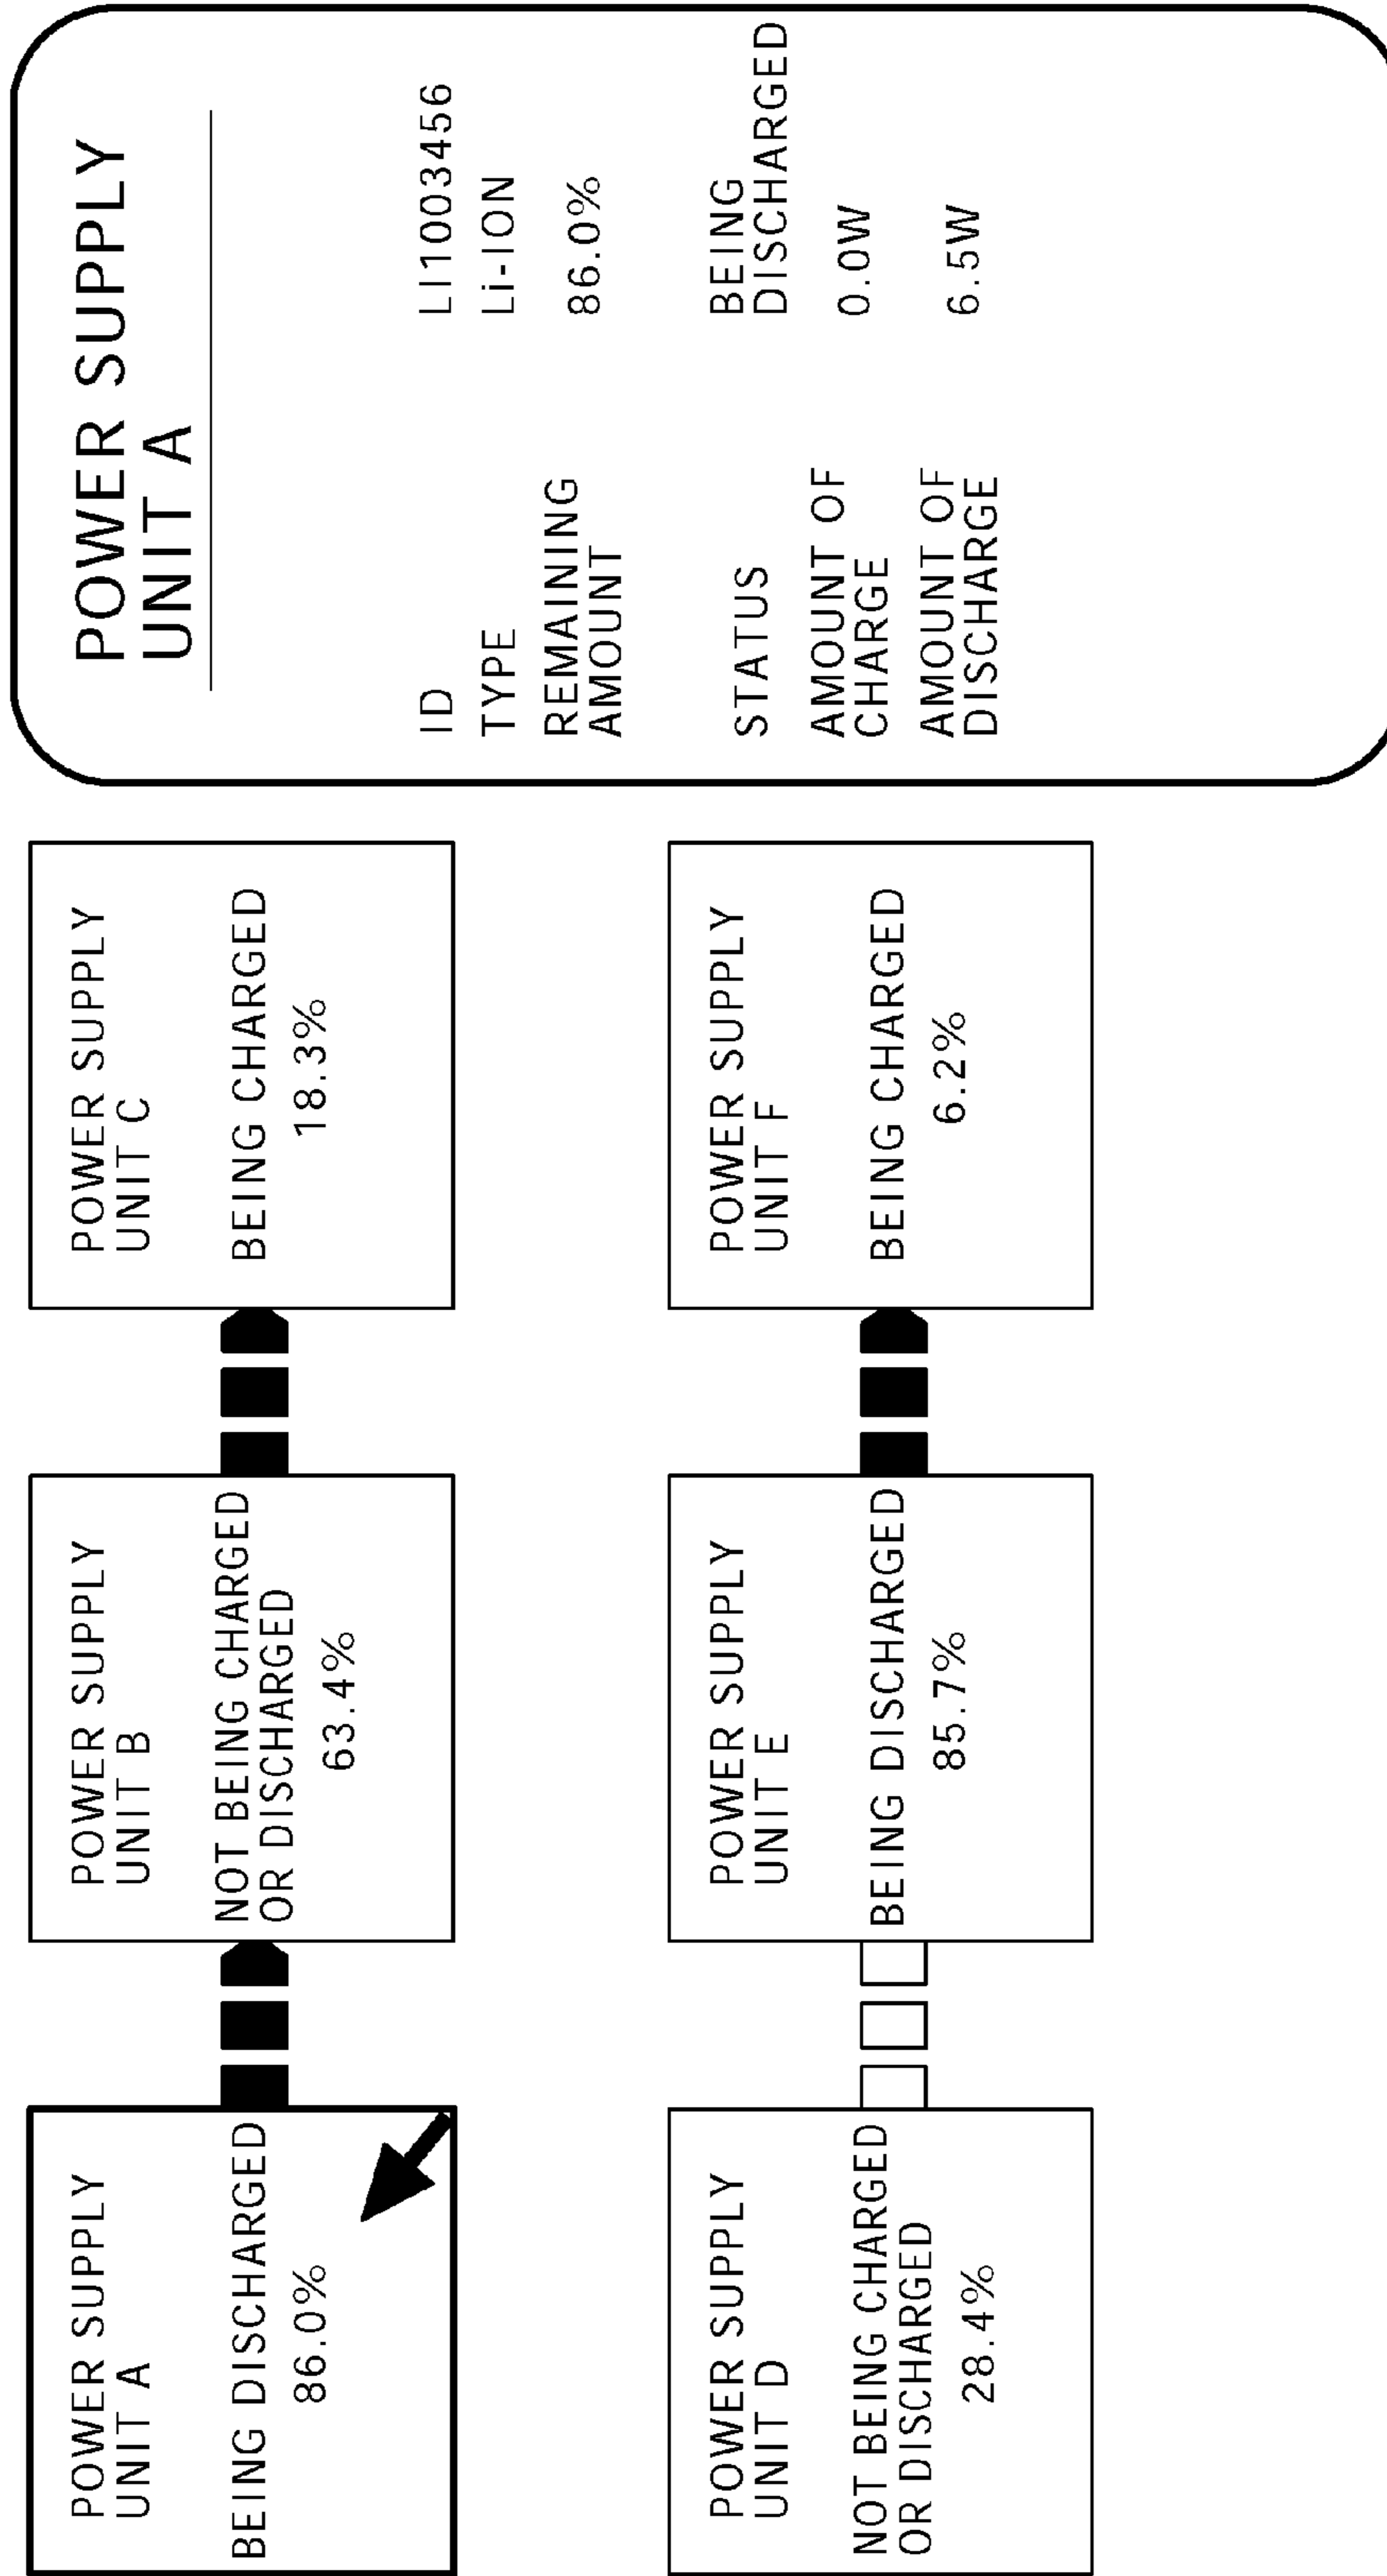 POWER SUPPLY
UNIT A
BEING DISCHARGED
86.0%
POWER SUPPLY
UNIT B
NOT BEING CHARGED
OR DISCHARGED
63.4%
POWER SUPPLY
UNIT C
BEING CHARGED
18.3%
POWER SUPPLY
UNIT D
NOT BEING CHARGED
OR DISCHARGED
28.4%
POWER SUPPLY
UNIT E
BEING DISCHARGED
85.7%
POWER SUPPLY
UNIT F
BEING CHARGED
6.2%
POWER SUPPLY
UNIT A
ID LI1003456
TYPE Li-ION
REMAINING
AMOUNT 86.0%
STATUS BEING
DISCHARGED
AMOUNT OF
CHARGE 0.0W
AMOUNT OF
DISCHARGE 6.5W